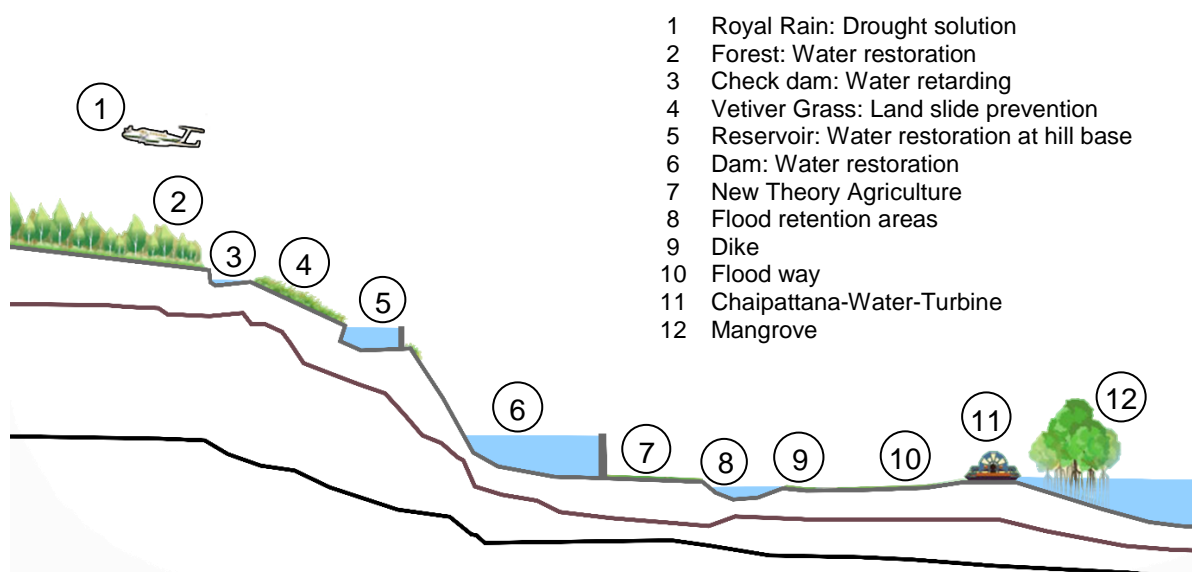 1 Royal Rain: Drought solution
2 Forest: Water restoration
3 Check dam: Water retarding
4 Vetiver Grass: Land slide prevention
5 Reservoir: Water restoration at hill base
6 Dam: Water restoration
7 New Theory Agriculture
8 Flood retention areas
9 Dike
10 Flood way
11 Chaipattana-Water-Turbine
12 Mangrove
1
2
3
4
5
6
7
8
9
10
11
12